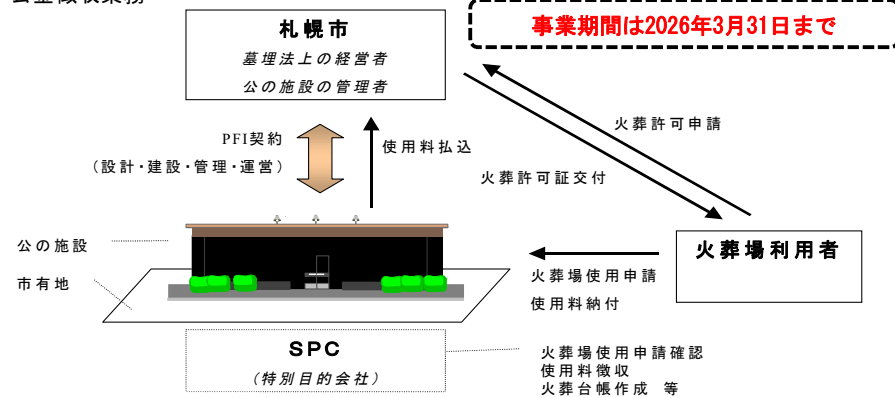 公金徴収業務
札幌市
墓埋法上の経営者
公の施設の管理者
事業期間は2026年3月31日まで
PFI契約
(設計・建設・管理・運営)
使用料払込
火葬許可申請
火葬許可証交付
公の施設
市有地
火葬場利用者
火葬場使用申請
使用料納付
SPC
(特別目的会社)
火葬場使用申請確認
使用料徴収
火葬台帳作成 等